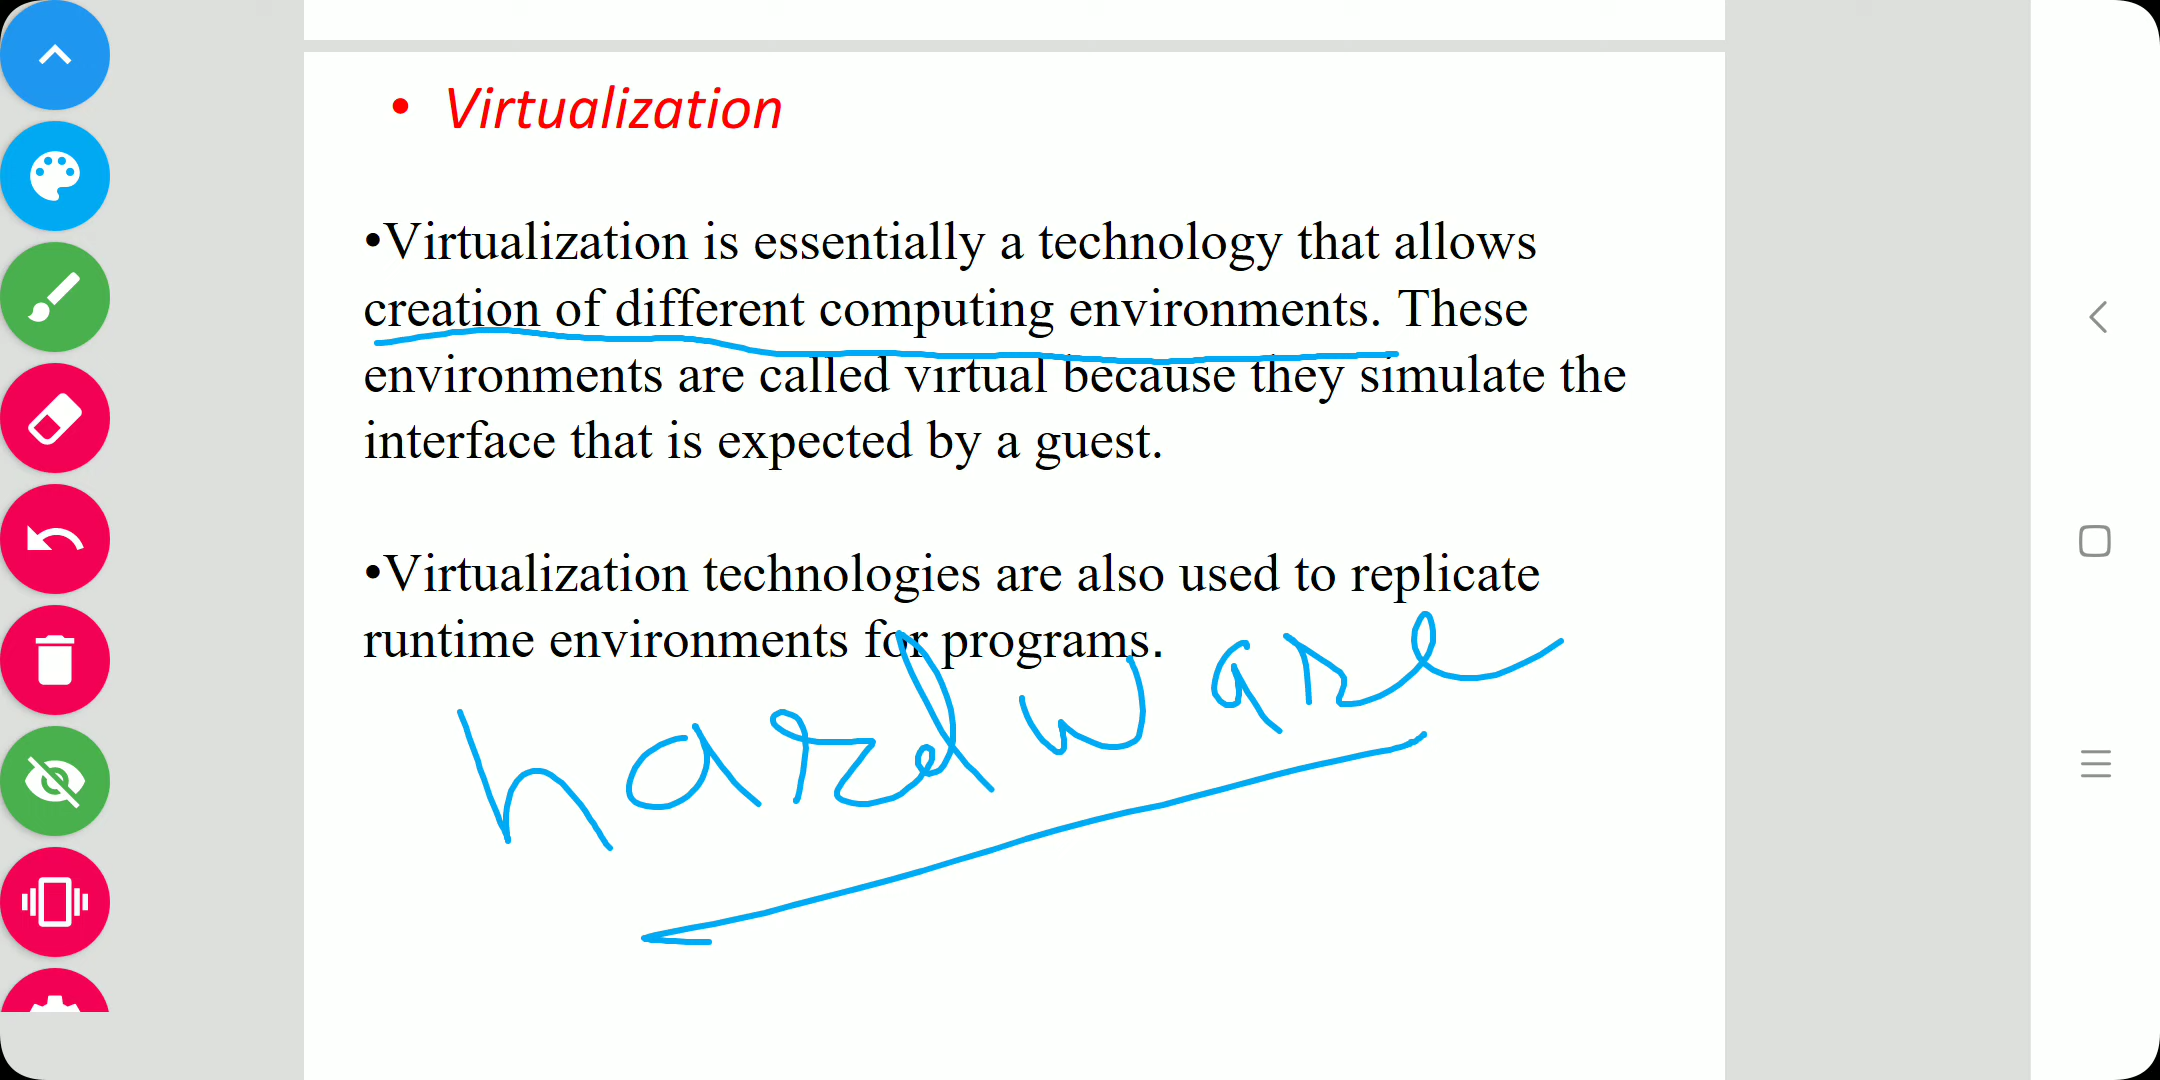 • Virtualization
•Virtualization is essentially a technology that allows
creation of different computing environments. These
environments are called virtual because they simulate the
interface that is expected by a guest.
•Virtualization technologies are also used to replicate
runtime environments for programs.
hardware